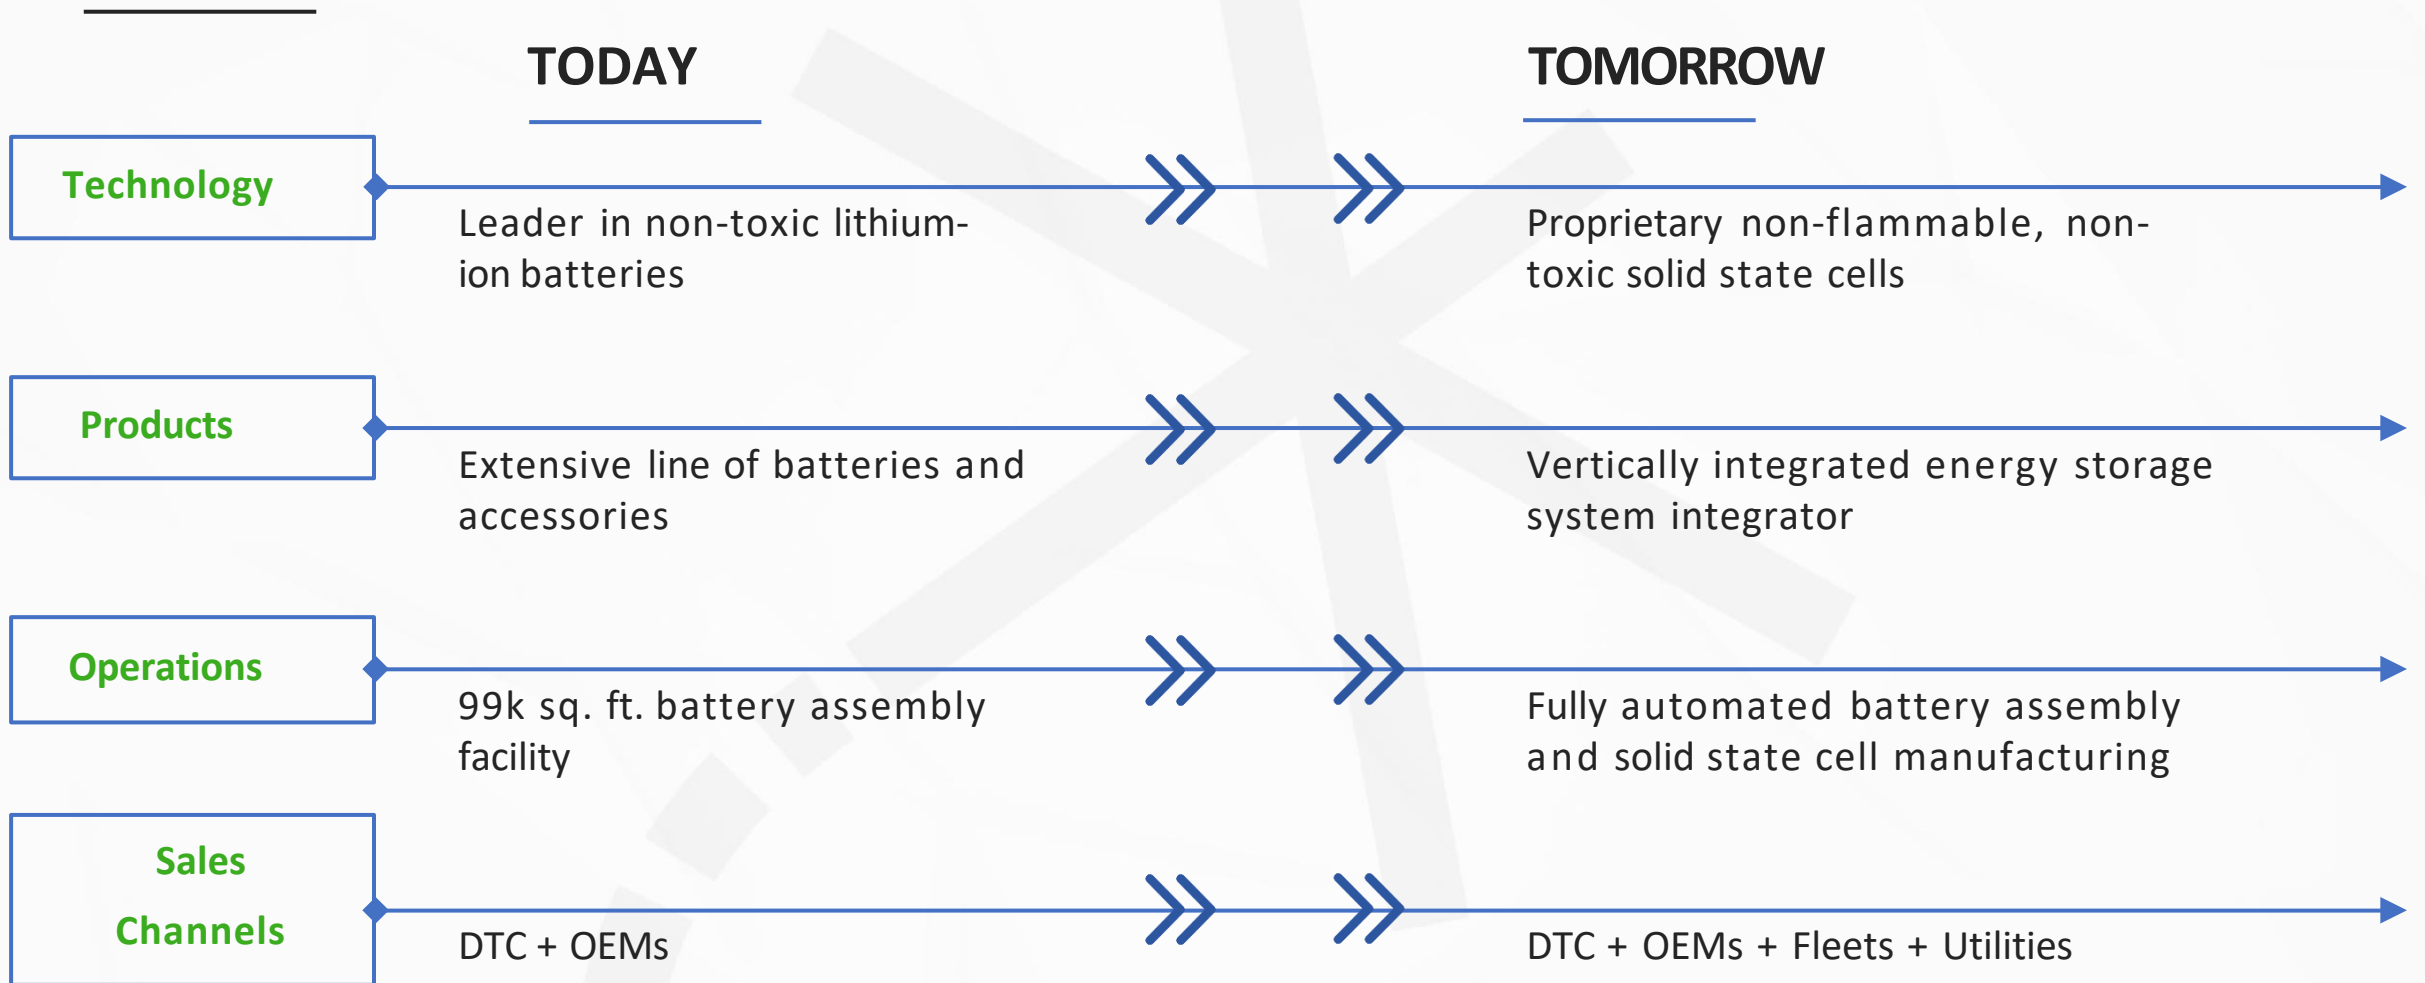 TODAY
TOMORROW
Technology
Leader in non-toxic lithium-
ion batteries
Proprietary non-flammable, non-
toxic solid state cells
Products
Extensive line of batteries and
accessories
Vertically integrated energy storage
system integrator
Operations
99k sq. ft. battery assembly
facility
Fully automated battery assembly
and solid state cell manufacturing
Sales
Channels
DTC + OEMs
DTC + OEMs + Fleets + Utilities